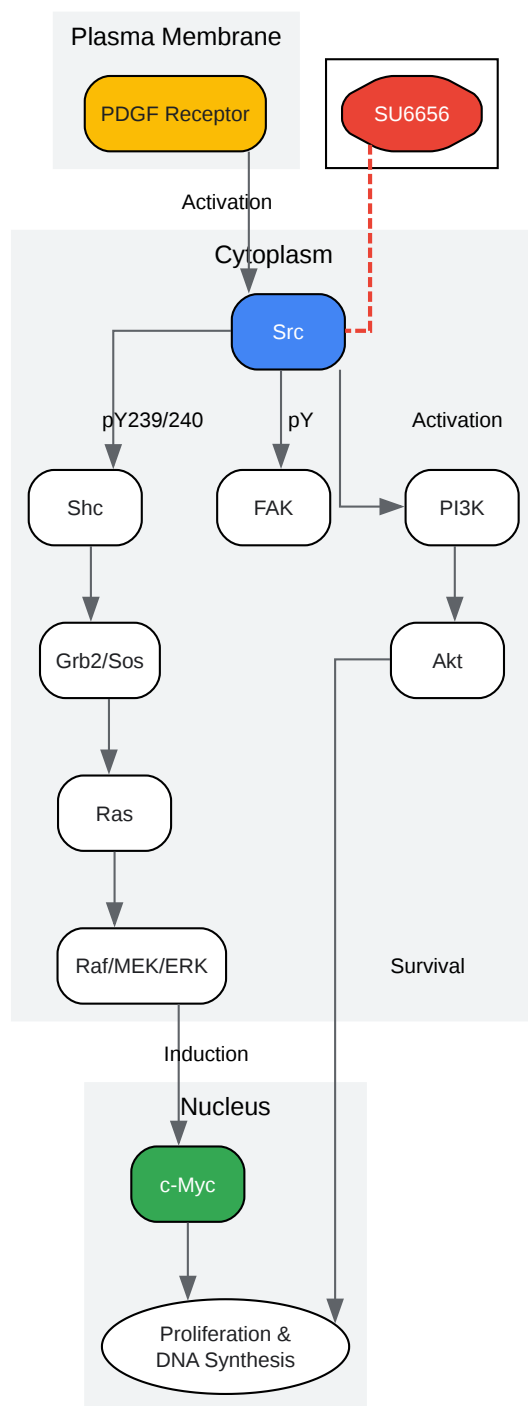 Plasma Membrane
PDGF Receptor
SU6656
Activation
Cytoplasm
Src
pY239/240
pY
Activation
Shc
FAK
PI3K
Grb2/Sos
Akt
Ras
Raf/MEK/ERK
Survival
Induction
Nucleus
c-Myc
Proliferation &
DNA Synthesis